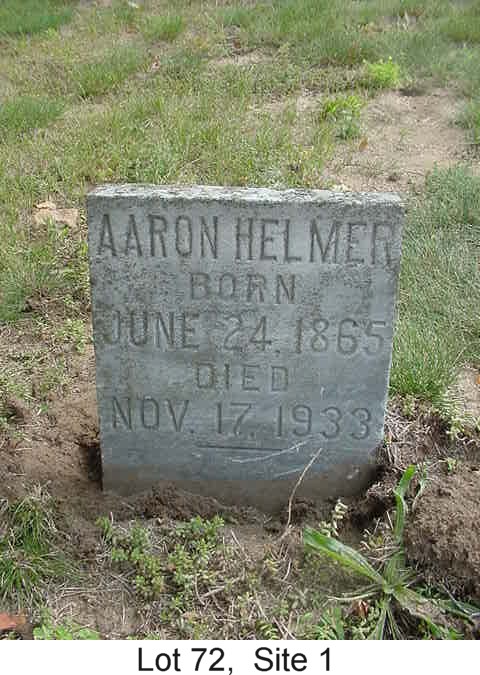 AARON HELMER
BORN
JUNE 24, 1865
DIED
NOV. 17, 1933
Lot 72,  Site 1